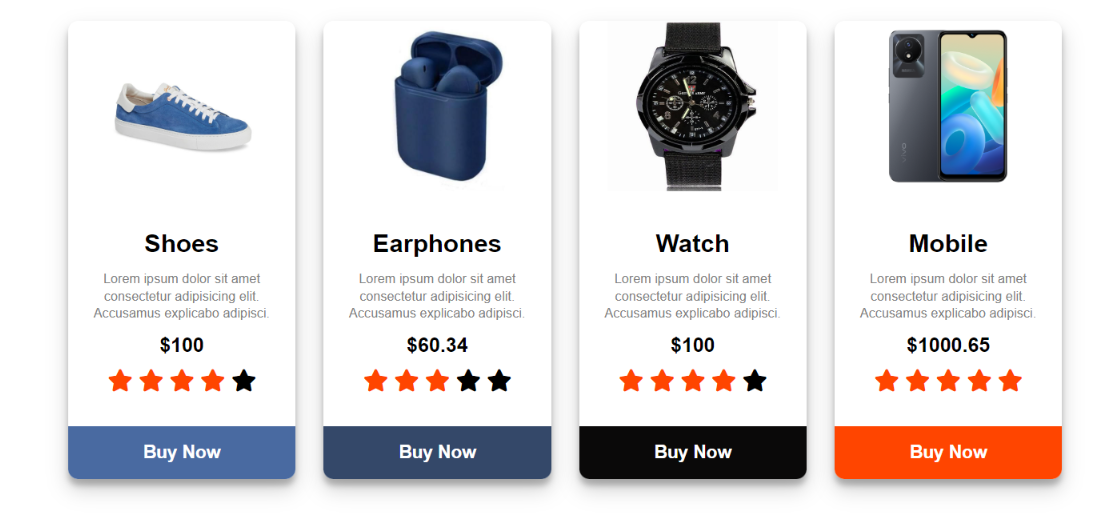 Shoes
Lorem ipsum dolor sit amet
consectetur adipisicing elit.
Accusamus explicabo adipisci.
$100
Buy Now
Earphones
Lorem ipsum dolor sit amet
consectetur adipisicing elit.
Accusamus explicabo adipisci.
$60.34
Buy Now
Watch
Lorem ipsum dolor sit amet
consectetur adipisicing elit.
Accusamus explicabo adipisci.
$100
Buy Now
Mobile
Lorem ipsum dolor sit amet
consectetur adipisicing elit.
Accusamus explicabo adipisci.
$1000.65
Buy Now